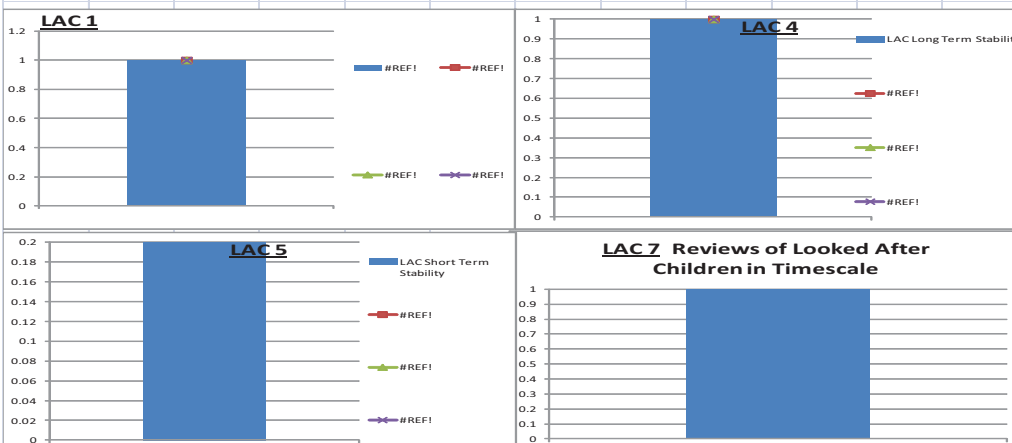 LAC 1
1.2
1
0.8
0.6
0.4
0.2
0
#REF! #REF!
#REF! #REF!
LAC 4
1
0.9
0.8
0.7
0.6
0.5
0.4
0.3
0.2
0.1
0
LAC Long Term Stabilit
#REF!
#REF!
#REF!
LAC 5
0.2
0.18
0.16
0.14
0.12
0.1
0.08
0.06
0.04
0.02
0
LAC Short Term
Stability
#REF!
#REF!
#REF!
LAC 7 Reviews of Looked After
Children in Timescale
1
0.9
0.8
0.7
0.6
0.5
0.4
0.3
0.2
0.1
0